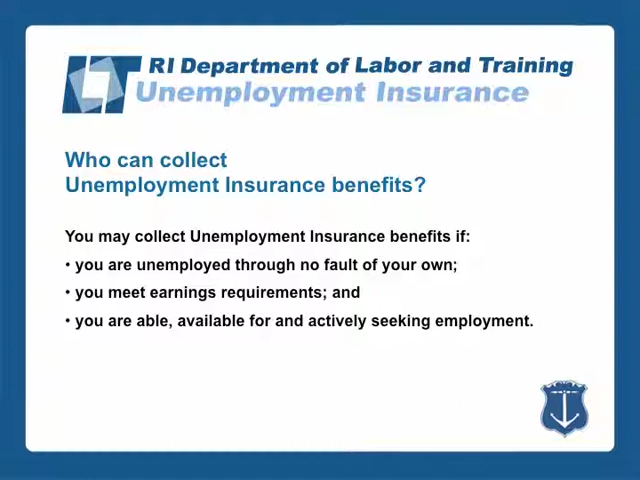 RI Department of Labor and Training
Unemployment Insurance
Who can collect
Unemployment Insurance benefits?
You may collect Unemployment Insurance benefits if:
• you are unemployed through no fault of your own;
• you meet earnings requirements; and
• you are able, available for and actively seeking employment.